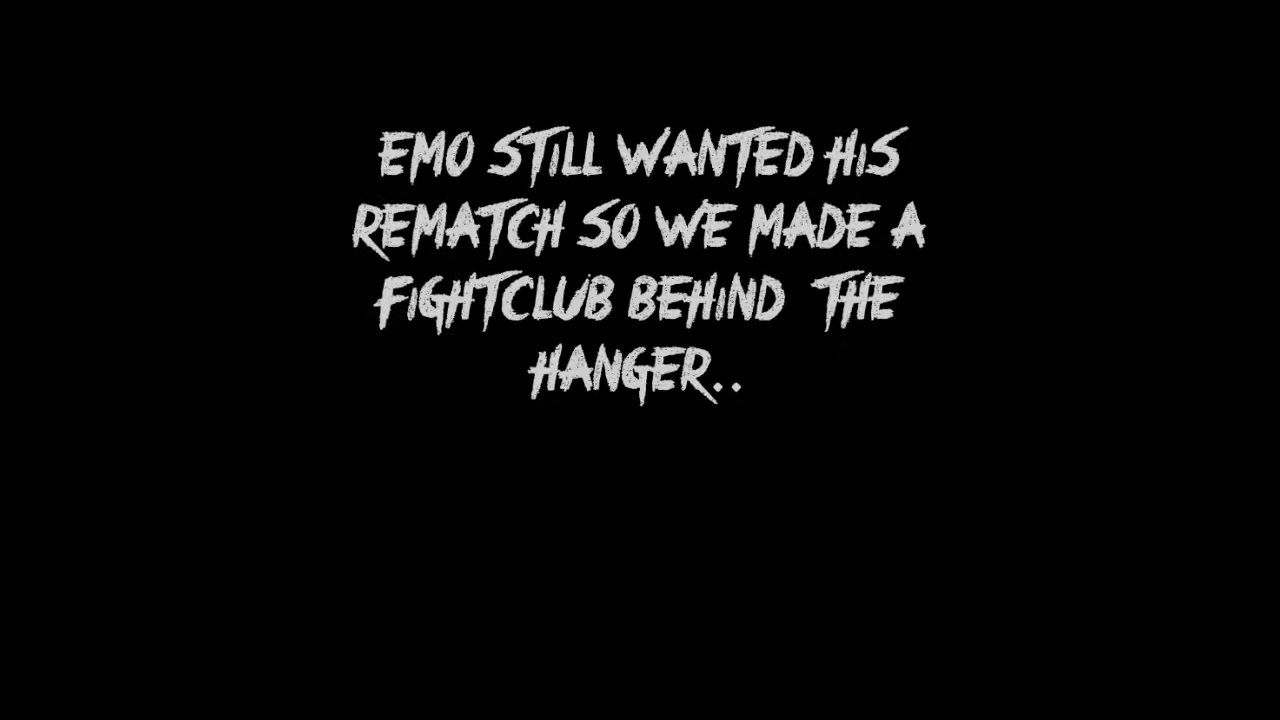 EMO STILL WANTED HIS
REMATCH SO WE MADE A
FIGHTCLUB BEHIND THE
HANGER..